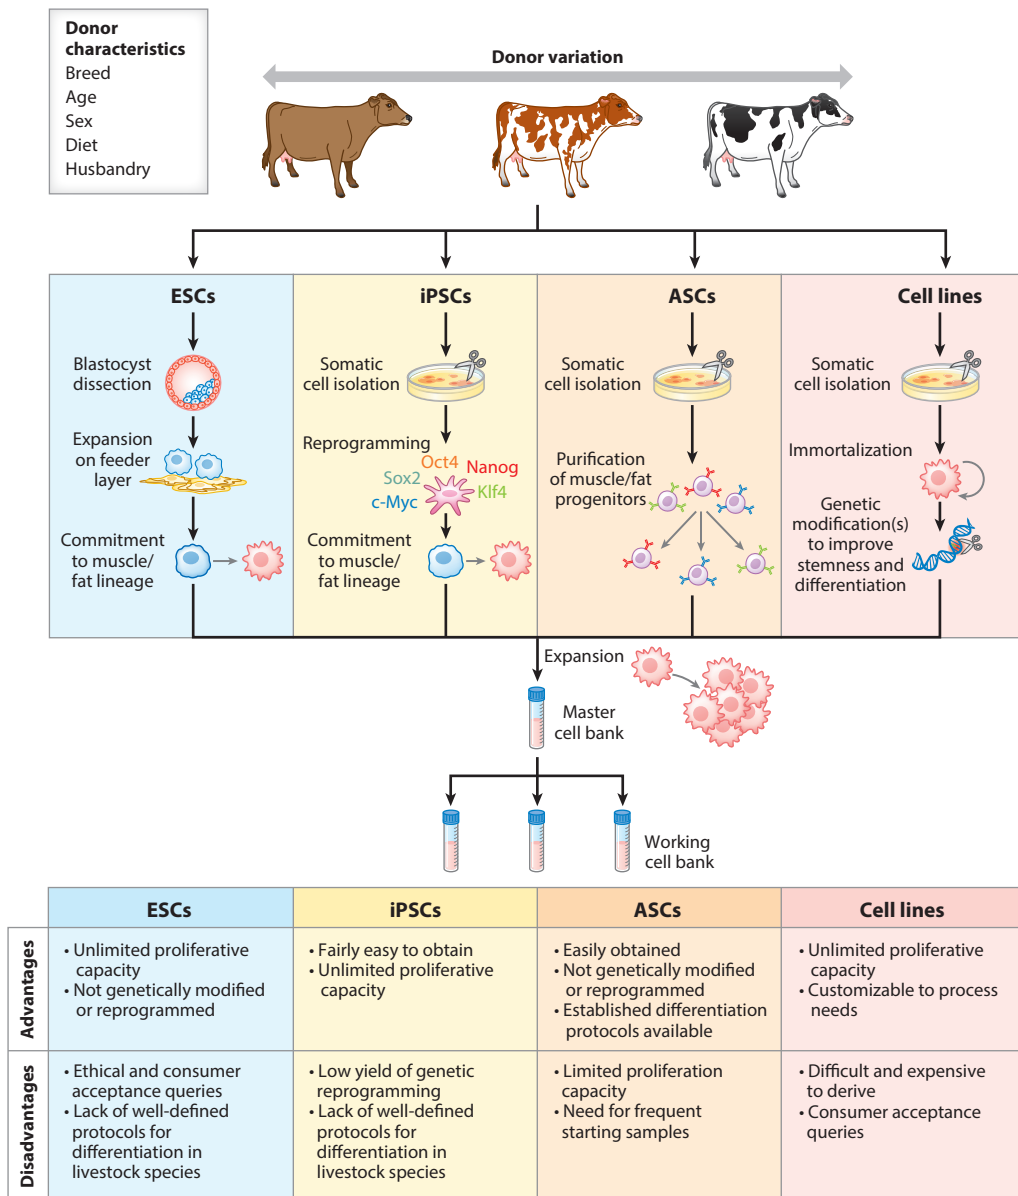 Donor
characteristics
Breed
Age
Sex
Diet
Husbandry
Donor variation
ESCs
Blastocyst
dissection
Expansion
on feeder
layer
Commitment
to muscle/
fat lineage
iPSCs
Somatic
cell isolation
Reprogramming
Oct4
Nanog
Sox2
Klf4
c-Myc
Commitment
to muscle/
fat lineage
ASCs
Somatic
cell isolation
Purification
of muscle/fat
progenitors
Cell lines
Somatic
cell isolation
Immortalization
Genetic
modification(s)
to improve
stemness and
differentiation
Expansion
Master
cell bank
Working
cell bank
ESCs
iPSCs
ASCs
Cell lines
Advantages
• Unlimited proliferative
capacity
• Not genetically modified
or reprogrammed
• Fairly easy to obtain
• Unlimited proliferative
capacity
• Easily obtained
• Not genetically modified
or reprogrammed
• Established differentiation
protocols available
• Unlimited proliferative
capacity
• Customizable to process
needs
Disadvantages
• Ethical and consumer
acceptance queries
• Lack of well-defined
protocols for
differentiation in
livestock species
• Low yield of genetic
reprogramming
• Lack of well-defined
protocols for
differentiation in
livestock species
• Limited proliferation
capacity
• Need for frequent
starting samples
• Difficult and expensive
to derive
• Consumer acceptance
queries